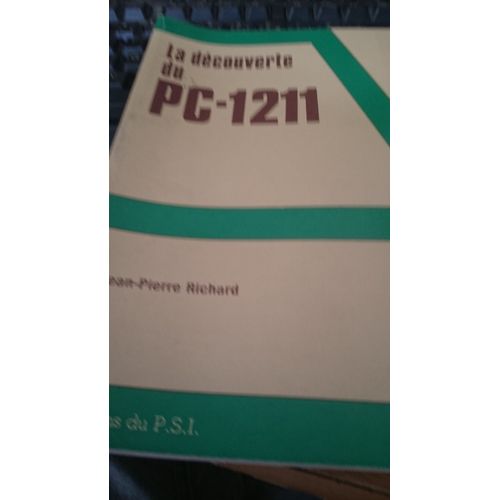 La découverte
du
PC-1211
ean-Pierre Richard
s du P.S.I.